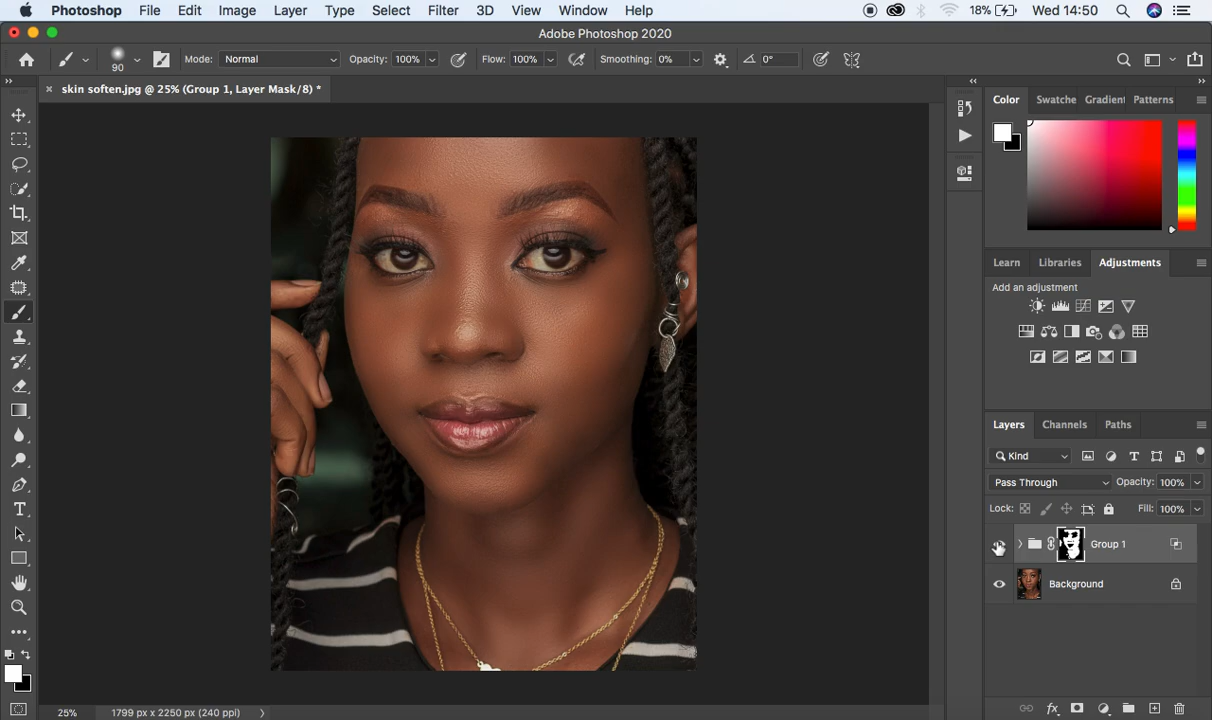 Photoshop File Edit Image Layer Type Select Filter 3D View Window Help 18% Wed 14:50
Adobe Photoshop 2020
90 Mode: Normal Opacity: 100% Flow: 100% Smoothing: 0% 0°
skin soften.jpg @ 25% (Group 1, Layer Mask/8) *
Color Swatche Gradien Patterns
Learn Libraries Adjustments
Add an adjustment
Layers Channels Paths
Kind
Pass Through Opacity: 100%
Lock: Fill: 100%
Group 1
Background
25% 1799 px x 2250 px (240 ppi)